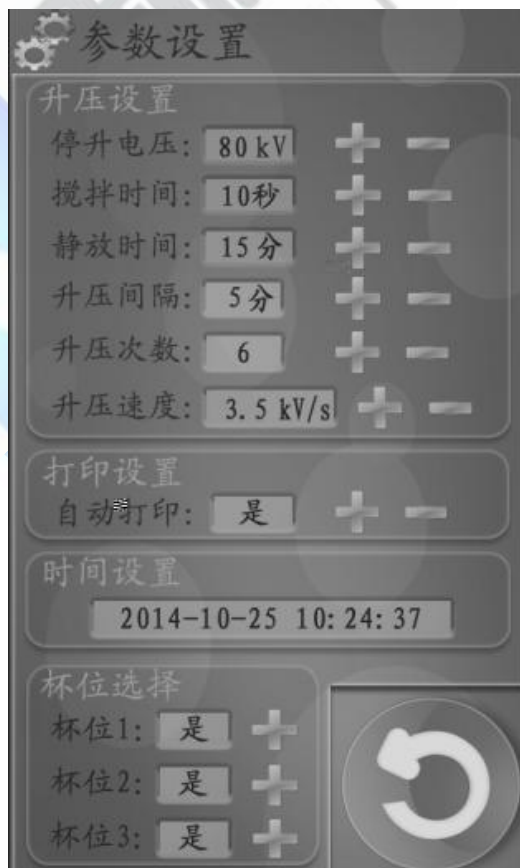 参数设置
升压设置
停升电压: 80 kV
搅拌时间: 10秒
静放时间: 15 分
升压间隔: 5分
升压次数: 6
升压速度: 3.5 kV/s
打印设置
自动打印: 是
时间设置
2014-10-25 10:24:37
杯位选择
杯位1: 是
杯位2: 是
杯位3: 是